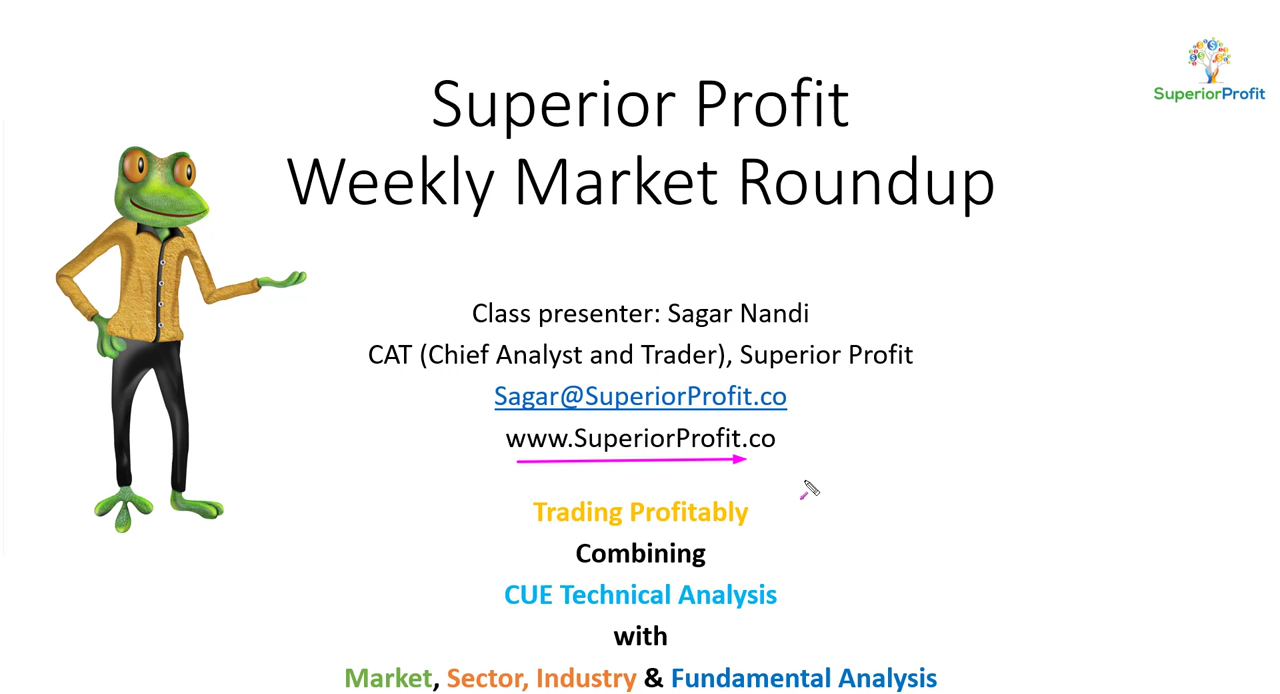 SuperiorProfit
Superior Profit
Weekly Market Roundup
Class presenter: Sagar Nandi
CAT (Chief Analyst and Trader), Superior Profit
Sagar@SuperiorProfit.co
www.SuperiorProfit.co
Trading Profitably
Combining
CUE Technical Analysis
with
Market, Sector, Industry & Fundamental Analysis